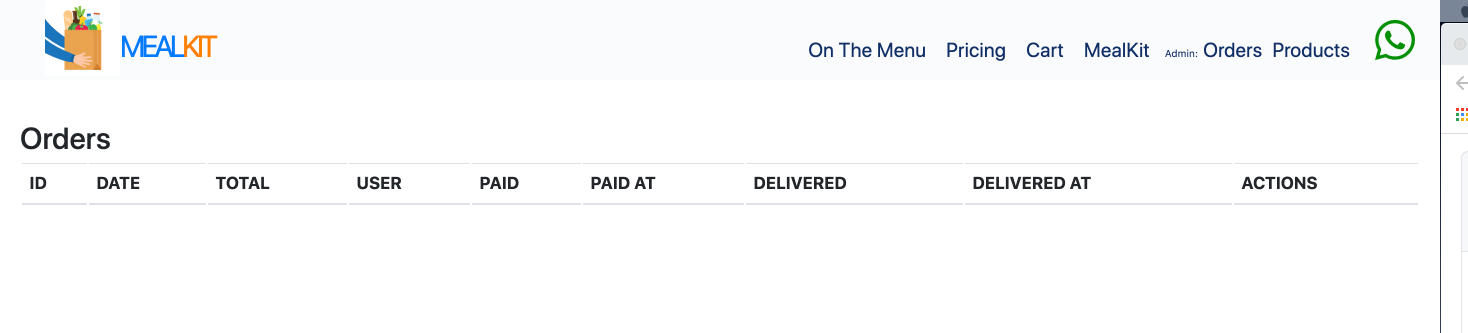 MEALKIT
On The Menu Pricing Cart MealKit Admin: Orders Products
Orders
ID DATE TOTAL USER PAID PAID AT DELIVERED DELIVERED AT ACTIONS